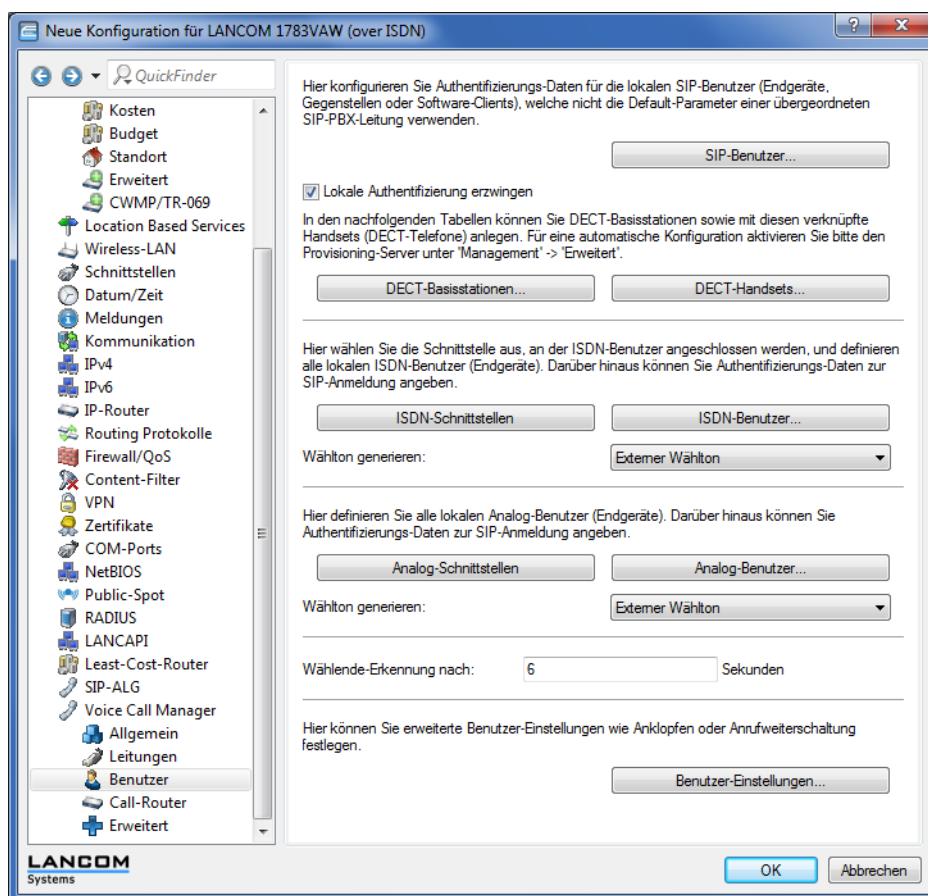 Neue Konfiguration für LANCOM 1783VAW (over ISDN)
QuickFinder
Kosten
Budget
Standort
Erweitert
CWMP/TR-069
Location Based Services
Wireless-LAN
Schnittstellen
Datum/Zeit
Meldungen
Kommunikation
IPv4
IPv6
IP-Router
Routing Protokolle
Firewall/QoS
Content-Filter
VPN
Zertifikate
COM-Ports
NetBIOS
Public-Spot
RADIUS
LANCAPI
Least-Cost-Router
SIP-ALG
Voice Call Manager
Allgemein
Leitungen
Benutzer
Call-Router
Erweitert
Hier konfigurieren Sie Authentifizierungs-Daten für die lokalen SIP-Benutzer (Endgeräte,
Gegenstellen oder Software-Clients), welche nicht die Default-Parameter einer übergeordneten
SIP-PBX-Leitung verwenden.
SIP-Benutzer...
Lokale Authentifizierung erzwingen
In den nachfolgenden Tabellen können Sie DECT-Basisstationen sowie mit diesen verknüpfte
Handsets (DECT-Telefone) anlegen. Für eine automatische Konfiguration aktivieren Sie bitte den
Provisioning-Server unter 'Management' -> 'Erweitert'.
DECT-Basisstationen...
DECT-Handsets...
Hier wählen Sie die Schnittstelle aus, an der ISDN-Benutzer angeschlossen werden, und definieren
alle lokalen ISDN-Benutzer (Endgeräte). Darüber hinaus können Sie Authentifizierungs-Daten zur
SIP-Anmeldung angeben.
ISDN-Schnittstellen
ISDN-Benutzer...
Wählton generieren:
Externer Wählton
Hier definieren Sie alle lokalen Analog-Benutzer (Endgeräte). Darüber hinaus können Sie
Authentifizierungs-Daten zur SIP-Anmeldung angeben.
Analog-Schnittstellen
Analog-Benutzer...
Wählton generieren:
Externer Wählton
Wählende-Erkennung nach:
6
Sekunden
Hier können Sie erweiterte Benutzer-Einstellungen wie Anklopfen oder Anrufweiterschaltung
festlegen.
Benutzer-Einstellungen...
LANCOM
Systems
OK
Abbrechen